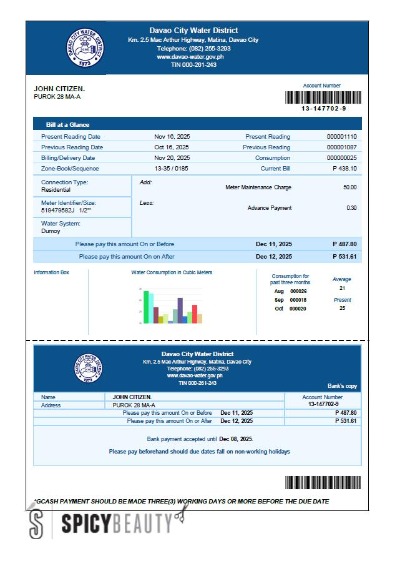 Davao City Water District
Km. 2.5 Mac Arthur Highway, Matina, Davao City
Telephone: (082) 265-3293
www.davao-water.gov.ph
TIN 000-261-243
JOHN CITIZEN.
PUROK 28 MA-A
Account Number
13-147702-9
Bill at a Glance
Present Reading Date Nov 16, 2025 Present Reading 000001110
Previous Reading Date Oct 16, 2025 Previous Reading 000001087
Billing/Delivery Date Nov 20, 2025 Consumption 000000025
Zone-Book/Sequence 13-35 / 0185 Current Bill P 438.10
Connection Type: Add:
Residential Meter Maintenance Charge 50.00
Meter Identifier/Size: Less:
1/2" Advance Payment 0.30
Water System:
Dumoy
Please pay this amount On or Before Dec 11, 2025 P 487.80
Please pay this amount On on After Dec 12, 2025 P 531.61
Information Box
Water Consumption in Cubic Meters
Consumption for
past three months
Aug 000026
Sep 000018
Oct 000020
Average
21
Present
25
Davao City Water District
Km. 2.5 Mac Arthur Highway, Matina, Davao City
Telephone: (082) 265-3293
www.davao-water.gov.ph
TIN 000-261-243
Bank's copy
Name JOHN CITIZEN. Account Number
Address PUROK 28 MA-A 13-147702-9
Please pay this amount On or Before Dec 11, 2025 P 487.80
Please pay this amount On or After Dec 12, 2025 P 531.61
Bank payment accepted until Dec 08, 2025.
Please pay beforehand should due dates fall on non-working holidays
*GCASH PAYMENT SHOULD BE MADE THREE(3) WORKING DAYS OR MORE BEFORE THE DUE DATE
SPICYBEAUTY